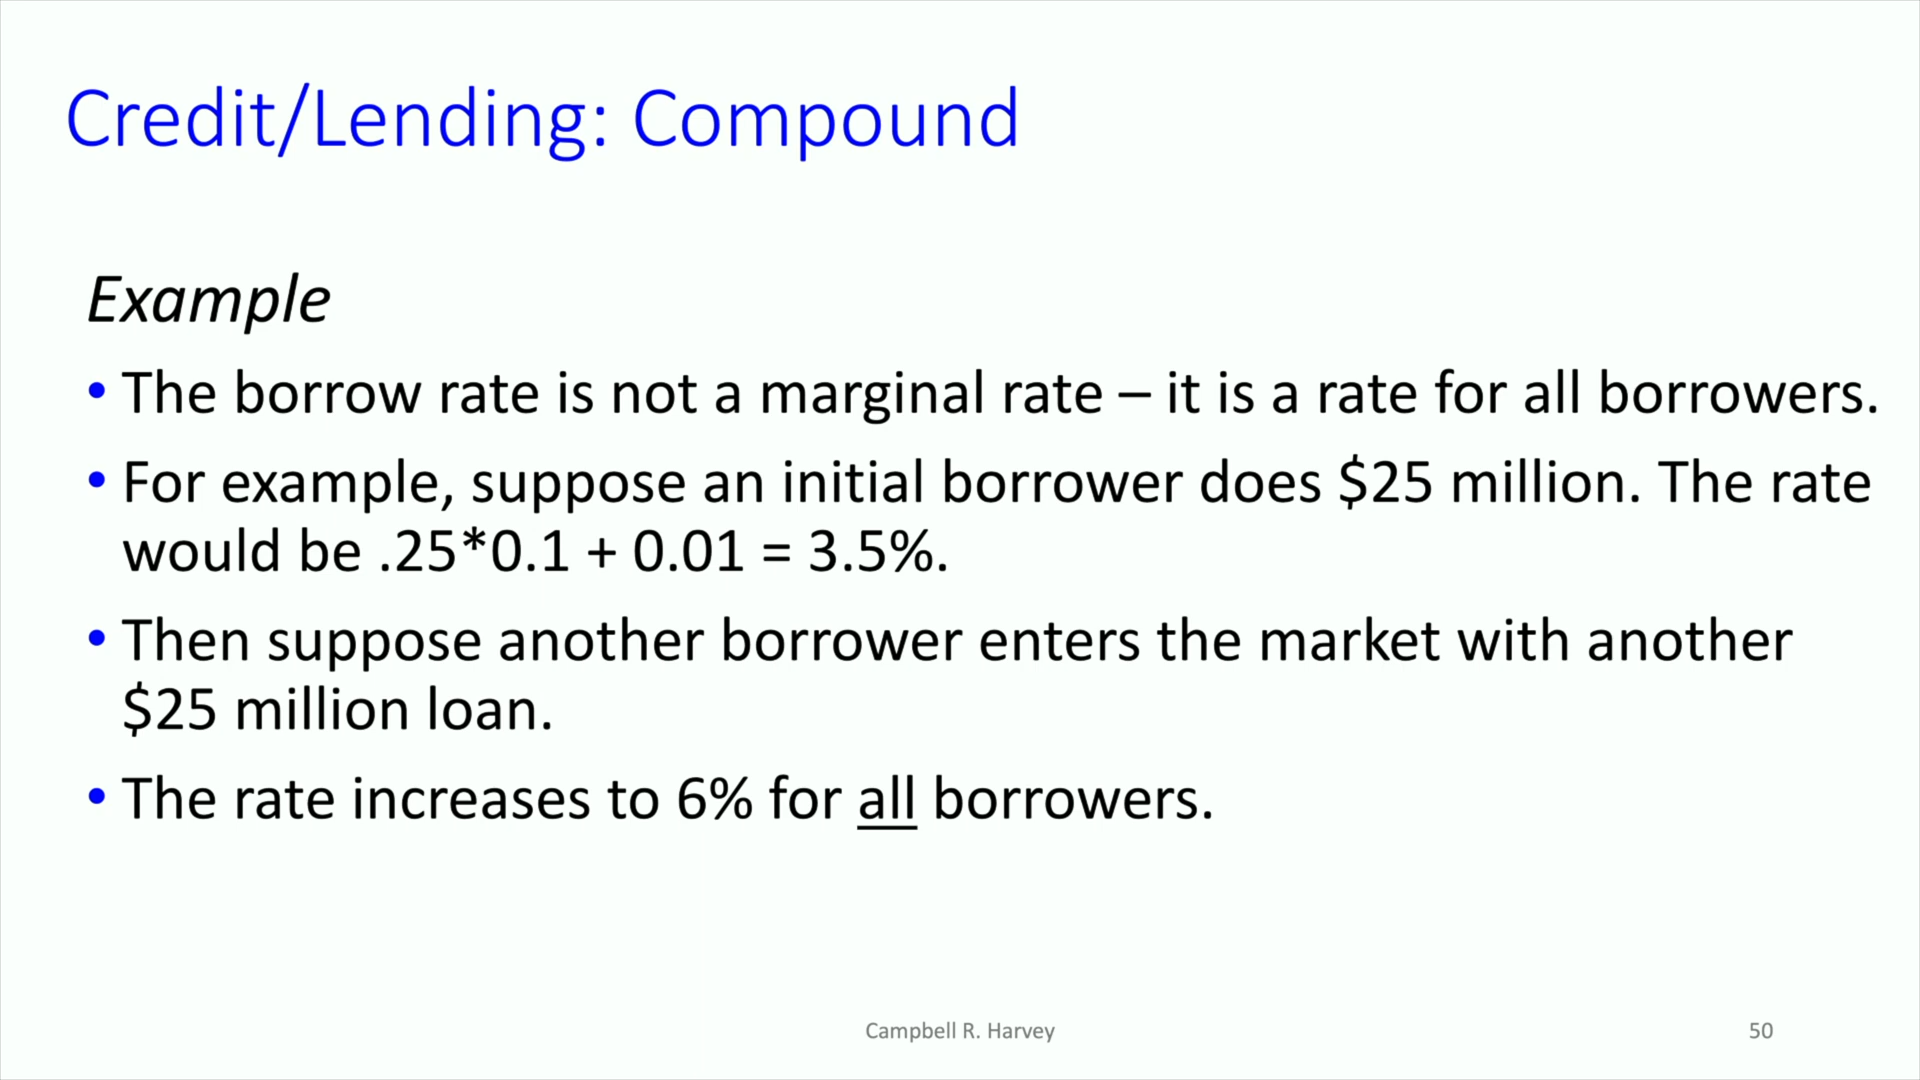 Credit/Lending: Compound
Example
• The borrow rate is not a marginal rate – it is a rate for all borrowers.
• For example, suppose an initial borrower does $25 million. The rate
would be .25*0.1 + 0.01 = 3.5%.
• Then suppose another borrower enters the market with another
$25 million loan.
• The rate increases to 6% for all borrowers.
Campbell R. Harvey
50